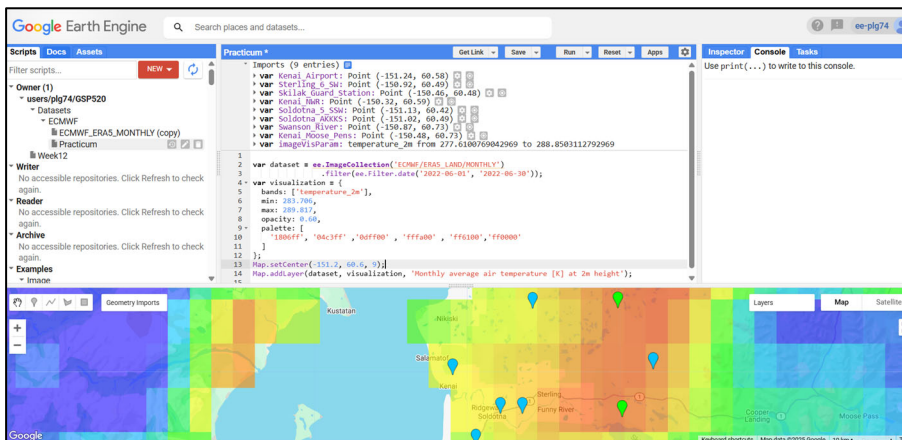 Google Earth Engine
Search places and datasets...
ee-plg74
Scripts Docs Assets
Filter scripts...
NEW
Owner (1)
users/plg74/GSP520
Datasets
ECMWF
ECMWF_ERA5_MONTHLY (copy)
Practicum
Week12
Writer
No accessible repositories. Click Refresh to check
again.
Reader
No accessible repositories. Click Refresh to check
again.
Archive
No accessible repositories. Click Refresh to check
again.
Examples
Image
Practicum *
Get Link Save Run Reset Apps
Imports (9 entries)
var Kenai_Airport: Point (-151.24, 60.58)
var Sterling_6_SW: Point (-150.92, 60.49)
var Skilak_Guard_Station: Point (-150.46, 60.48)
var Kenai_NWR: Point (-150.32, 60.59)
var Soldotna_5_SSW: Point (-151.13, 60.42)
var Soldotna_AKKKS: Point (-151.02, 60.49)
var Swanson_River: Point (-150.87, 60.73)
var Kenai_Moose_Pens: Point (-150.48, 60.73)
var imageVisParam: temperature_2m from 277.6100769042969 to 288.8503112792969
1
2 var dataset = ee.ImageCollection('ECMWF/ERA5_LAND/MONTHLY')
3 .filter(ee.Filter.date('2022-06-01', '2022-06-30'));
4 var visualization = {
5 bands: ['temperature_2m'],
6 min: 283.706,
7 max: 289.817,
8 opacity: 0.60,
9 palette: [
10 '1806ff' ,'04c3ff' ,'0dff00' , 'fffa00' , 'ff6100','ff0000'
11 ]
12 };
13 Map.setCenter(-151.2, 60.6, 9);
14 Map.addLayer(dataset, visualization, 'Monthly average air temperature [K] at 2m height');
15
Inspector Console Tasks
Use print(...) to write to this console.
Geometry Imports
+
−
Layers
Map Satellite
Kustatan
Nikiski
Salamatof
Kenai
Ridgeway
Soldotna
Sterling
Funny River
Cooper
Landing
Moose Pass
1
1
Google
Keyboard shortcuts Map data ©2025 Google 10 km